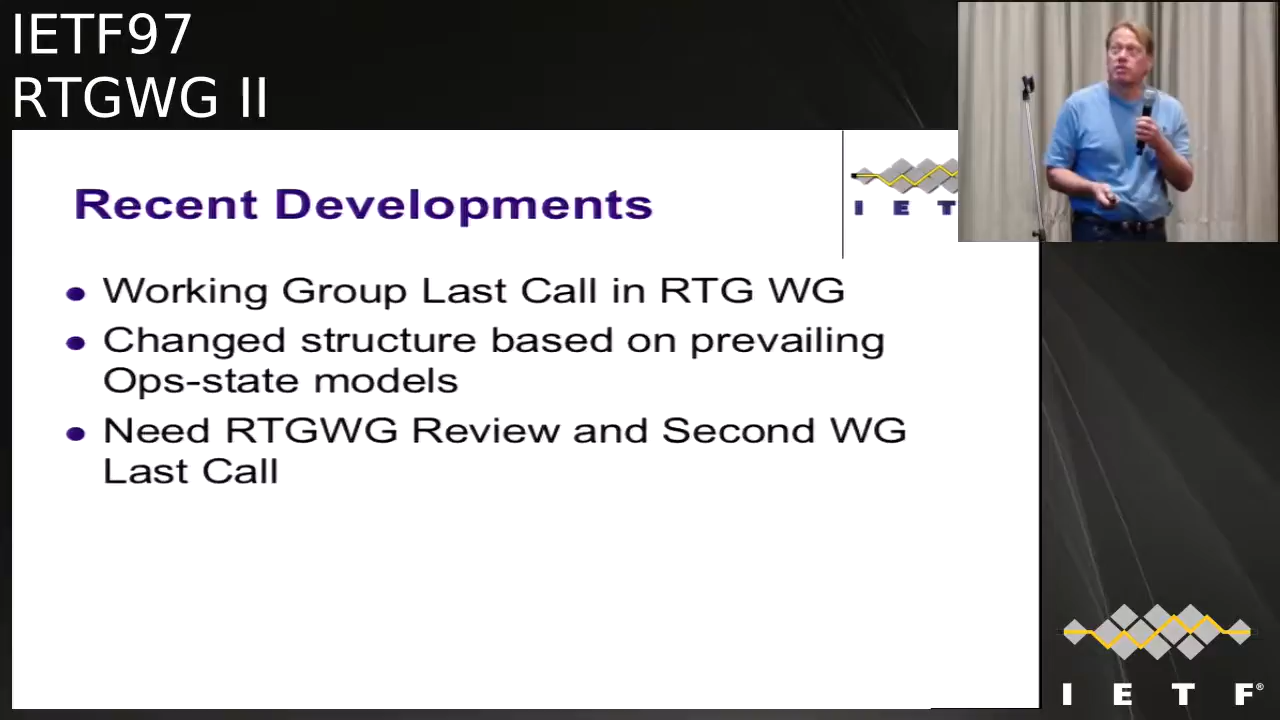 IETF97
RTGWG II
Recent Developments
I E T
Working Group Last Call in RTG WG
Changed structure based on prevailing
Ops-state models
Need RTGWG Review and Second WG
Last Call
I E T F®